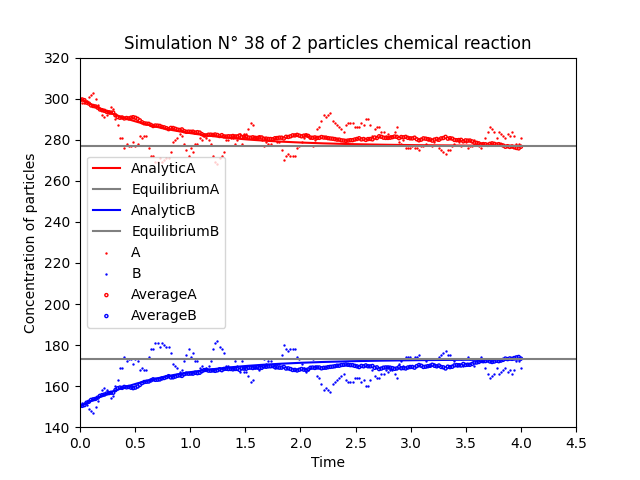 Simulation N° 38 of 2 particles chemical reaction
Concentration of particles
320
300
280
260
240
220
200
180
160
140
AnalyticA
EquilibriumA
AnalyticB
EquilibriumB
A
B
AverageA
AverageB
0.0 0.5 1.0 1.5 2.0 2.5 3.0 3.5 4.0 4.5
Time